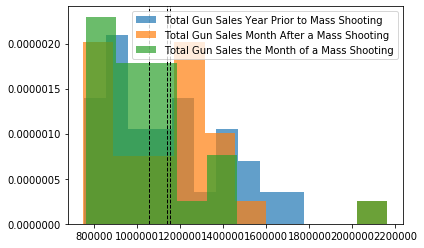 Total Gun Sales Year Prior to Mass Shooting
Total Gun Sales Month After a Mass Shooting
Total Gun Sales the Month of a Mass Shooting
0.0000020
0.0000015
0.0000010
0.0000005
0.0000000
800000 1000000 1200000 1400000 1600000 1800000 2000000 2200000